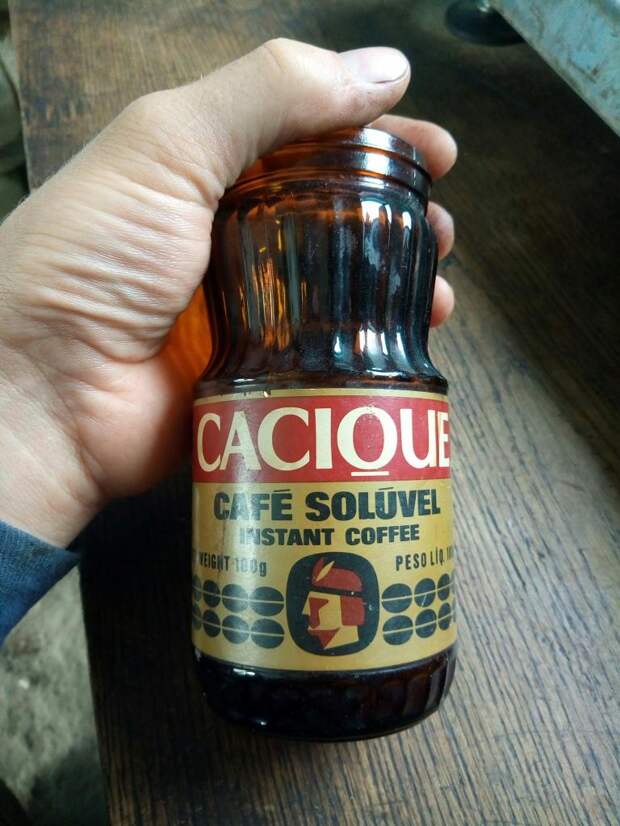 CACIQUE
CAFÉ SOLÚVEL
INSTANT COFFEE
WEIGHT 100g PESO LÍQ.